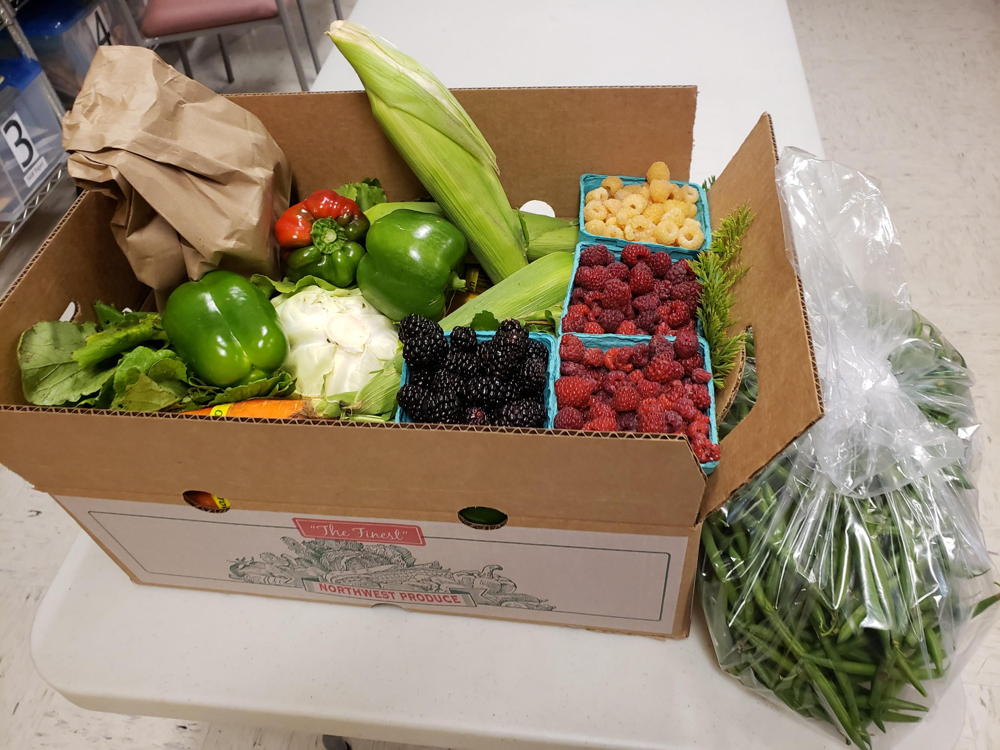 4
3
"The Finest"
NORTHWEST PRODUCE